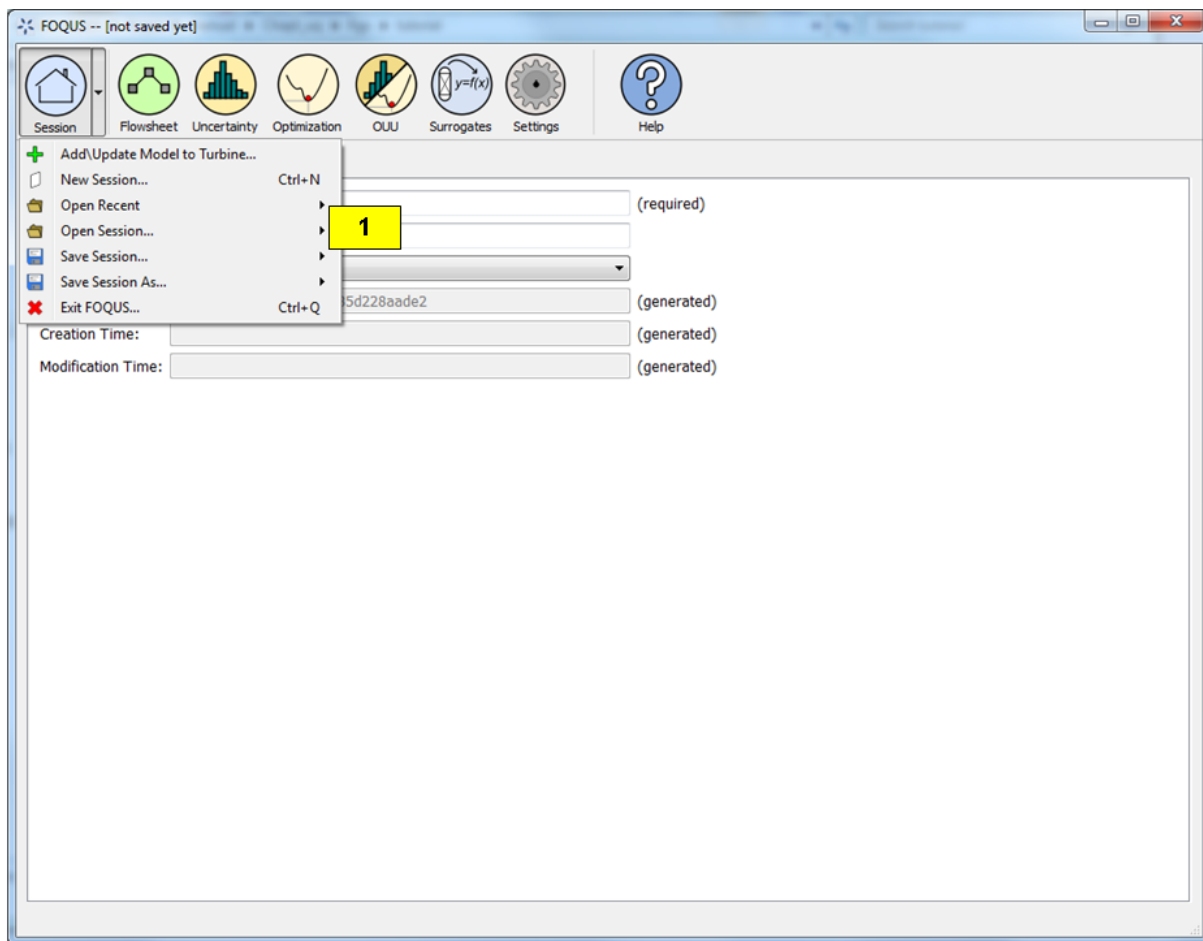 FOQUS -- [not saved yet]
y=f(x)
Session Flowsheet Uncertainty Optimization OUU Surrogates Settings Help
Add\Update Model to Turbine...
New Session... Ctrl+N
Open Recent (required)
Open Session... 1
Save Session...
Save Session As...
Exit FOQUS... Ctrl+Q 5d228aade2 (generated)
Creation Time: (generated)
Modification Time: (generated)